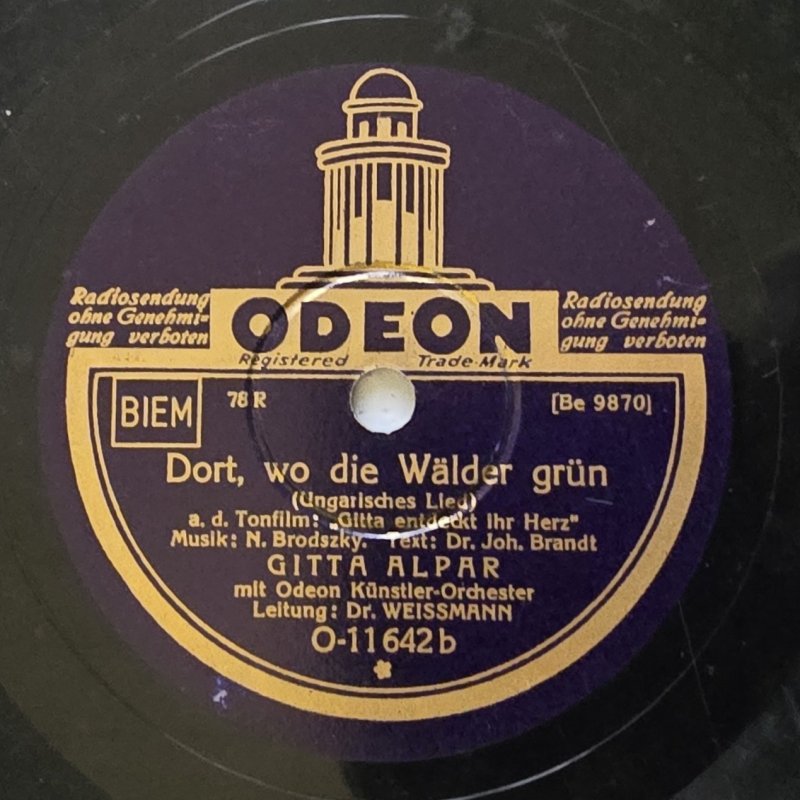 Radiosendung
ohne Genehmi-
gung verboten
ODEON
Registered Trade-Mark
Radiosendung
ohne Genehmi-
gung verboten
BIEM
78 R
[Be 9870]
Dort, wo die Wälder grün
(Ungarisches Lied)
a. d. Tonfilm: „Gitta entdeckt ihr Herz"
Musik: N. Brodszky. Text: Dr. Joh. Brandt
GITTA ALPAR
mit Odeon Künstler-Orchester
Leitung: Dr. WEISSMANN
O-11642b